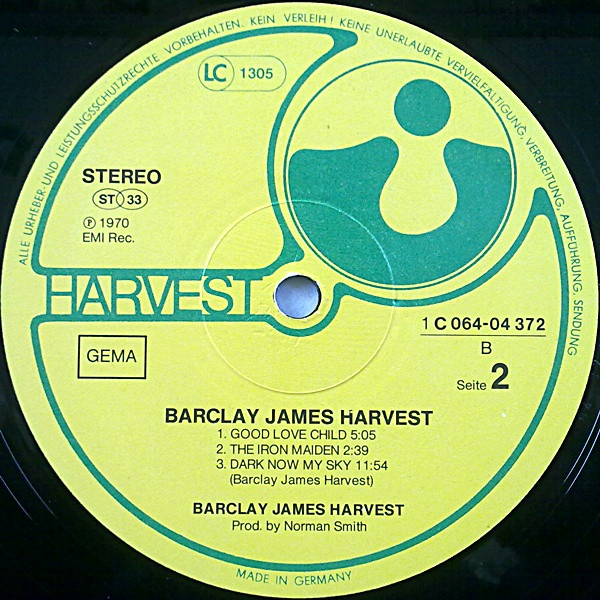 ALLE URHEBER- UND LEISTUNGSSCHUTZRECHTE VORBEHALTEN. KEIN VERLEIH! KEINE UNERLAUBTE VERVIELFÄLTIGUNG, VERBREITUNG, AUFFÜHRUNG SENDUNG
LC 1305
STEREO
ST 33
℗ 1970
EMI Rec.
HARVEST
1 C 064-04 372
B
Seite 2
GEMA
BARCLAY JAMES HARVEST
1. GOOD LOVE CHILD 5:05
2. THE IRON MAIDEN 2:39
3. DARK NOW MY SKY 11:54
(Barclay James Harvest)
BARCLAY JAMES HARVEST
Prod. by Norman Smith
MADE IN GERMANY